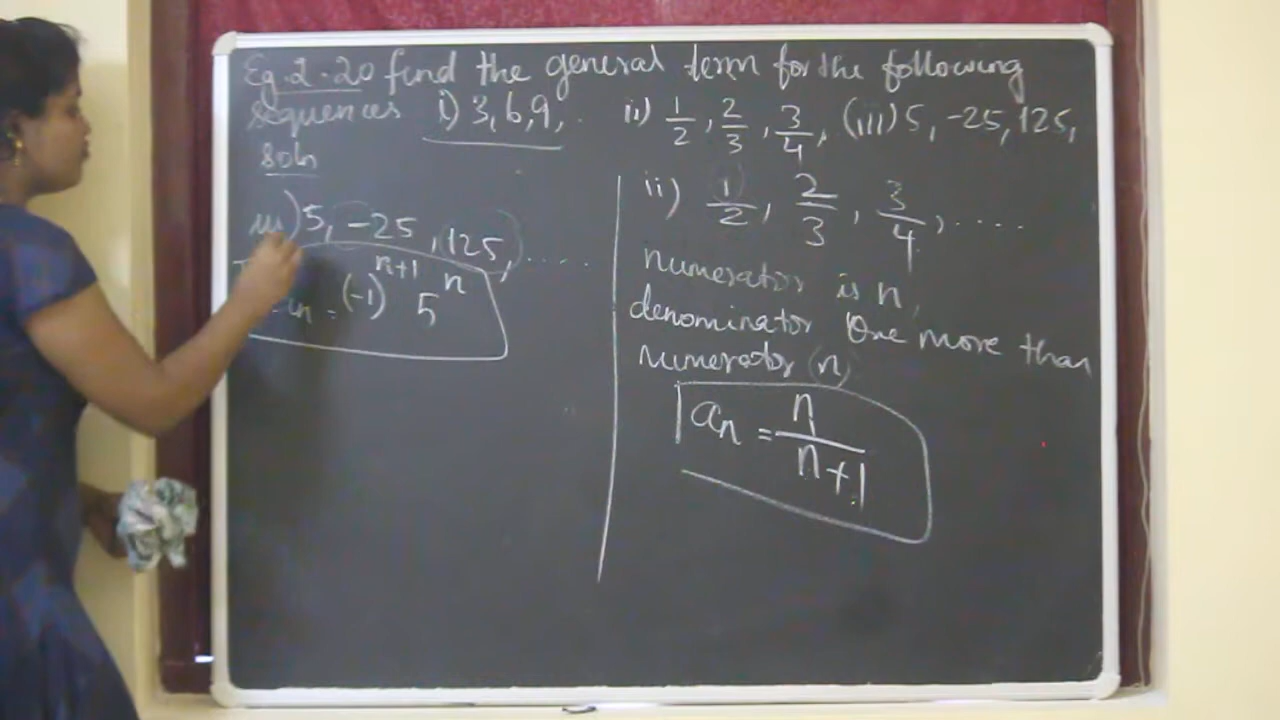 Eg.2.20 find the general term for the following
sequences i) 3,6,9,. ii) 1/2, 2/3, 3/4, (iii) 5, -25, 125,
soln
iii) 5, -25, 125, .....
an = (-1)^n+1 5^n
ii) 1/2, 2/3, 3/4, ....
numerator is n,
denominator One more than
numerator (n)
an = n/n+1